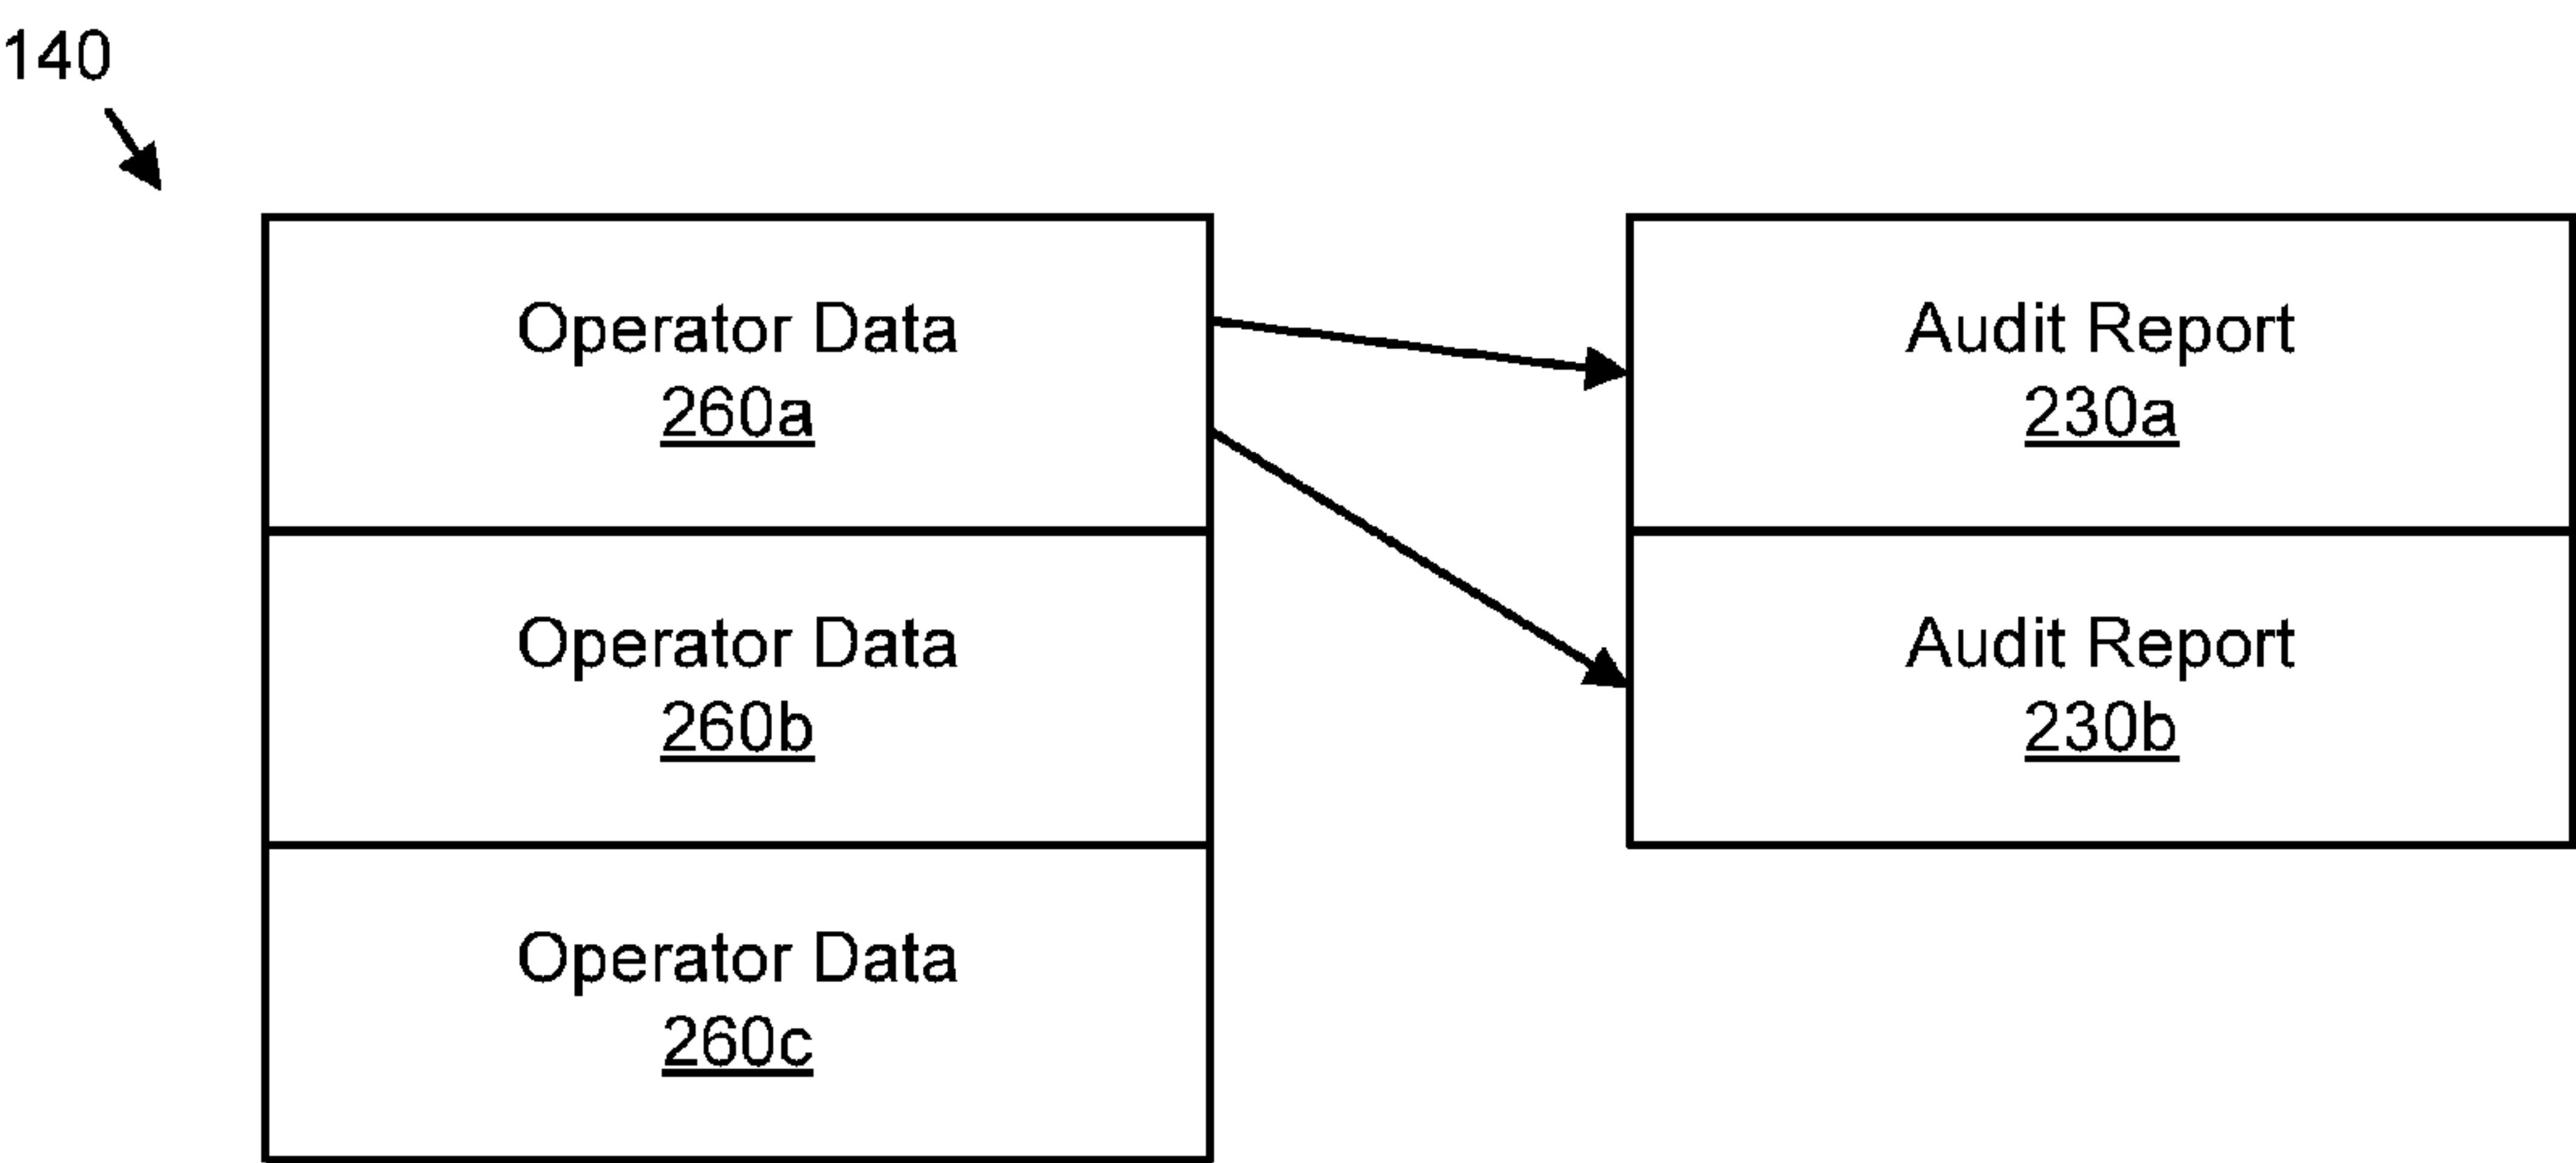 140
Operator Data
260a
Operator Data
260b
Operator Data
260c
Audit Report
230a
Audit Report
230b